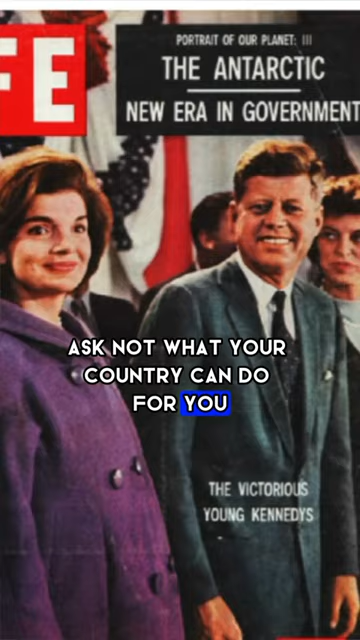 FE
PORTRAIT OF OUR PLANET: III
THE ANTARCTIC
NEW ERA IN GOVERNMENT
ASK NOT WHAT YOUR
COUNTRY CAN DO
FOR YOU
THE VICTORIOUS
YOUNG KENNEDYS